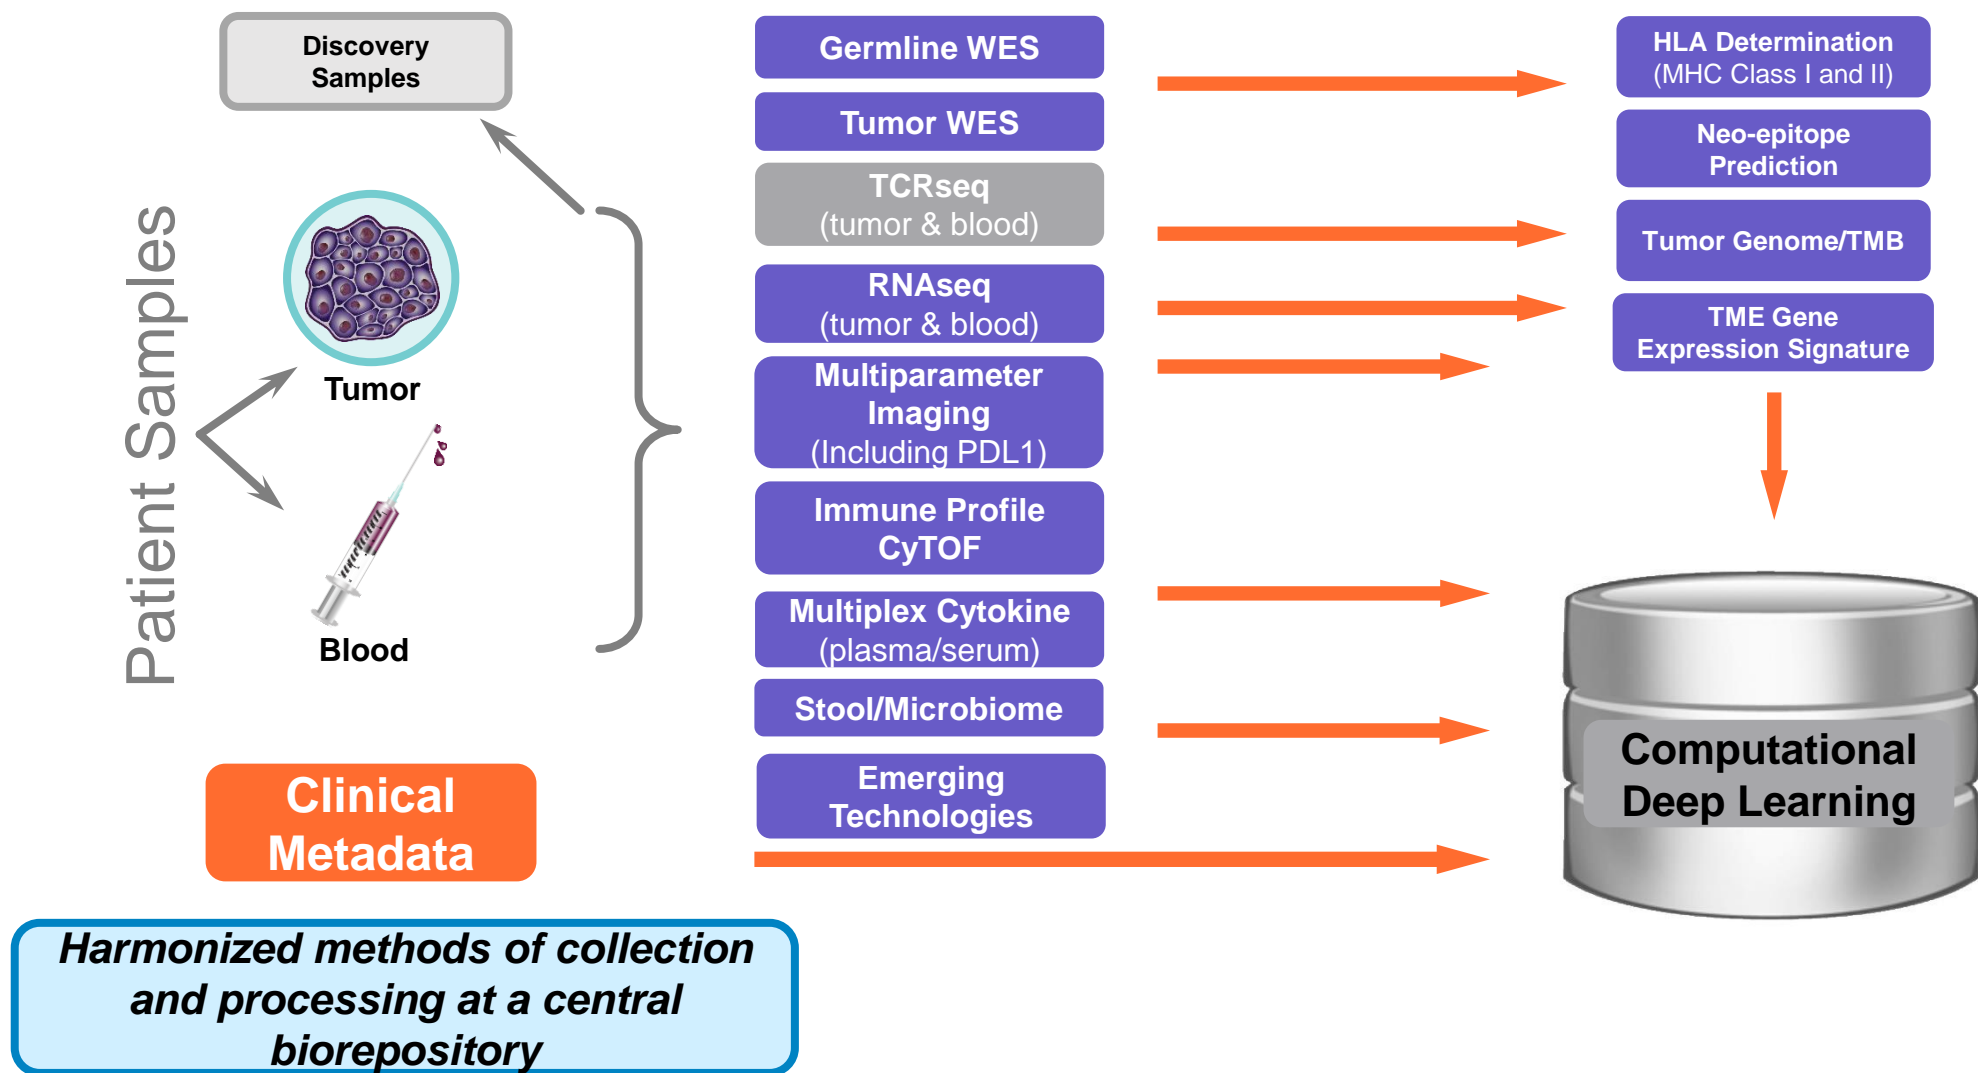 Discovery
Samples
Patient Samples
Tumor
Blood
Clinical
Metadata
Harmonized methods of collection
and processing at a central
biorepository
Germline WES
Tumor WES
TCRseq
(tumor & blood)
RNAseq
(tumor & blood)
Multiparameter
Imaging
(Including PDL1)
Immune Profile
CyTOF
Multiplex Cytokine
(plasma/serum)
Stool/Microbiome
Emerging
Technologies
HLA Determination
(MHC Class I and II)
Neo-epitope
Prediction
Tumor Genome/TMB
TME Gene
Expression Signature
Computational
Deep Learning